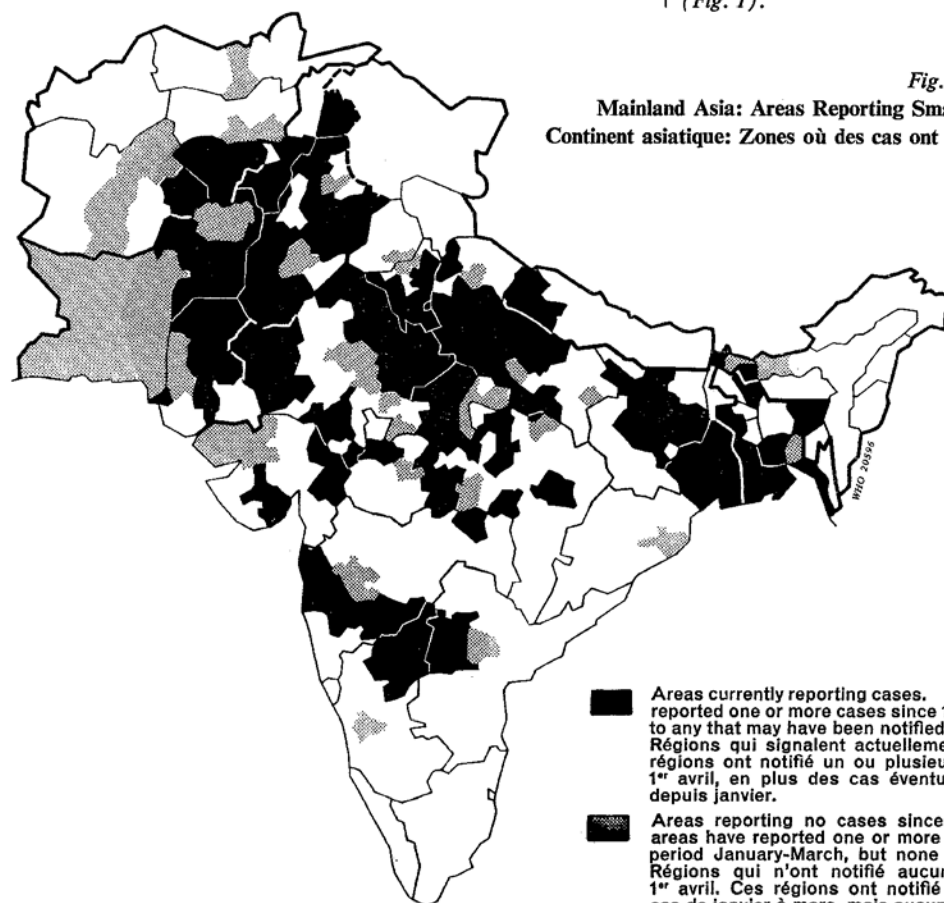 (Fig. 1).
Fig.
Mainland Asia: Areas Reporting Sma
Continent asiatique: Zones où des cas ont
WHO 20596
Areas currently reporting cases.
reported one or more cases since 1
to any that may have been notified
Régions qui signalent actuelleme
régions ont notifié un ou plusieu
1er avril, en plus des cas éventu
depuis janvier.
Areas reporting no cases since
areas have reported one or more
period January-March, but none
Régions qui n'ont notifié aucun
1er avril. Ces régions ont notifié